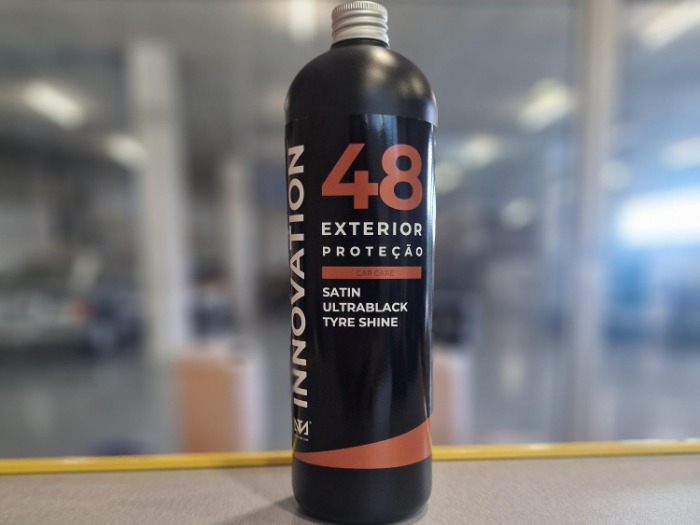 INNOVATION
48
EXTERIOR
PROTEÇÃO
CAR CARE
SATIN
ULTRABLACK
TYRE SHINE